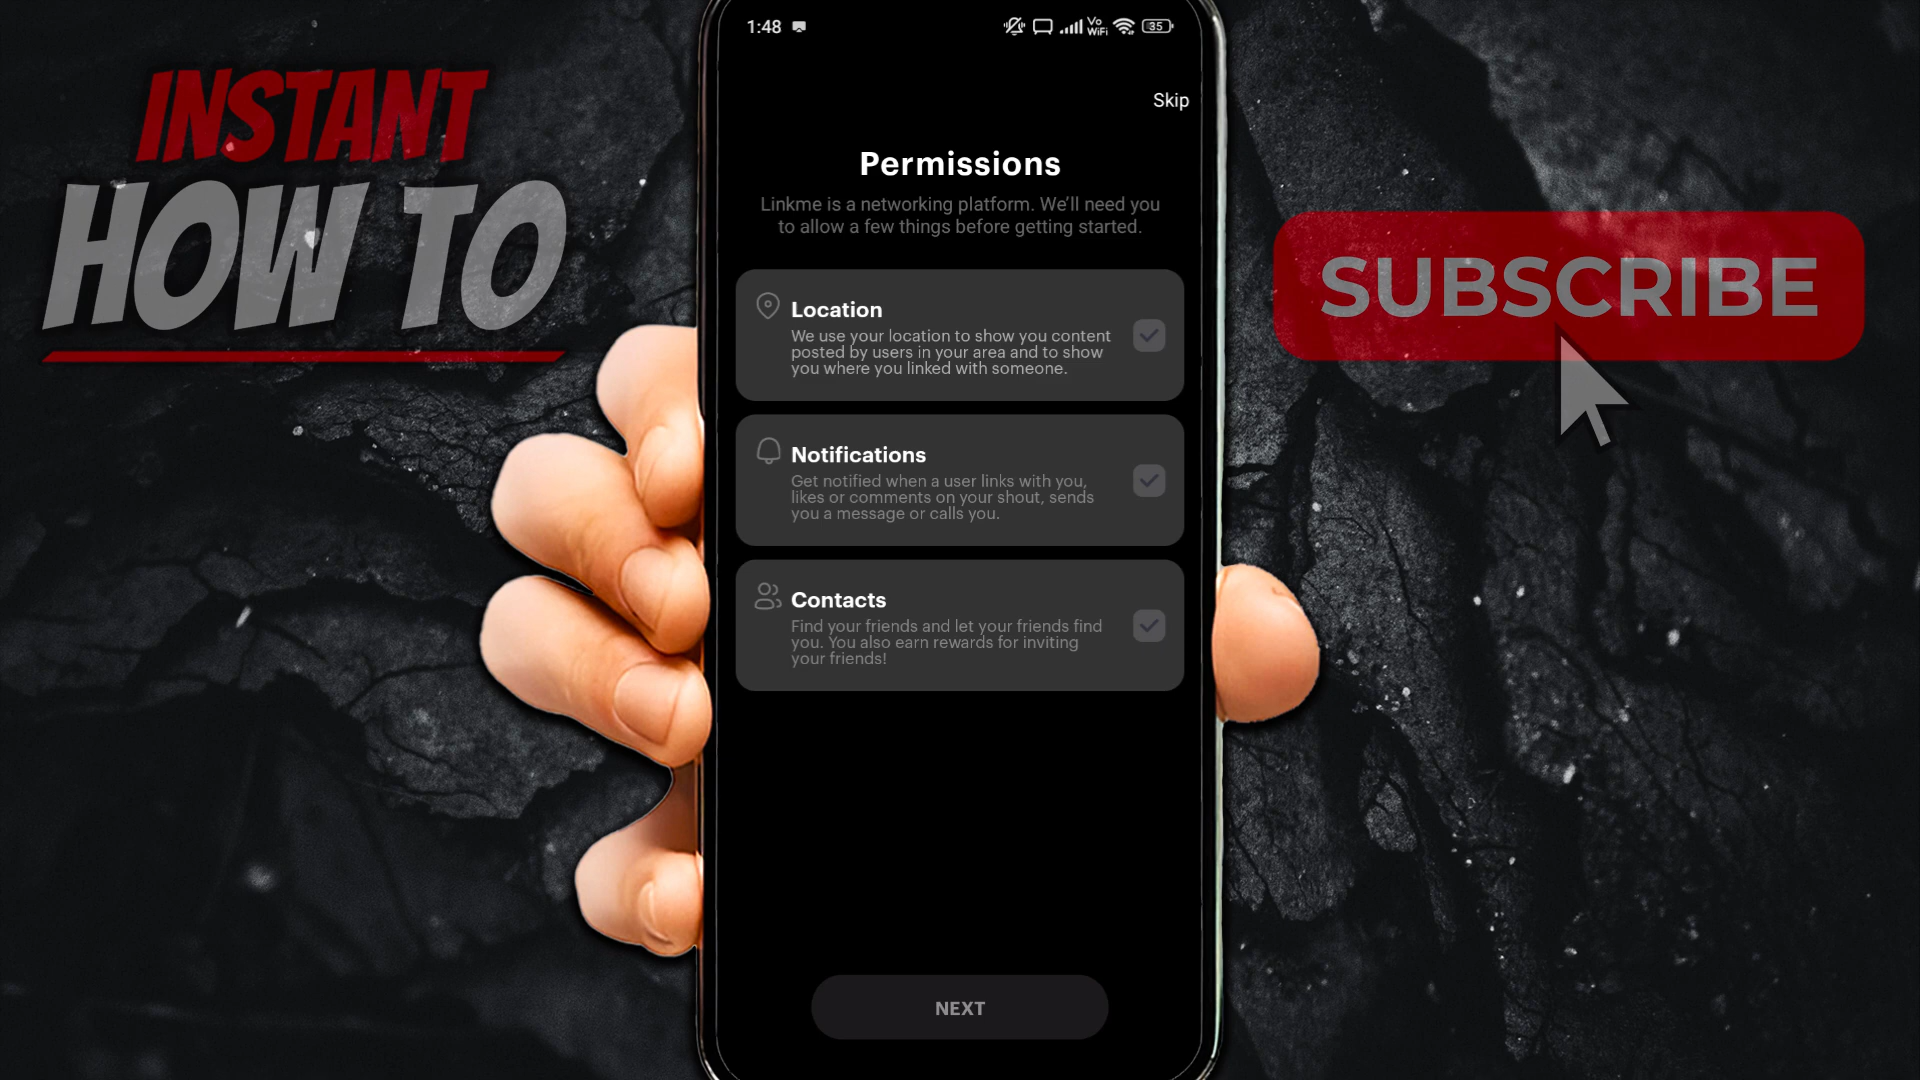 INSTANT
HOW TO
SUBSCRIBE
1:48
Vo
WiFi
35
Skip
Permissions
Linkme is a networking platform. We'll need you
to allow a few things before getting started.
Location
We use your location to show you content
posted by users in your area and to show
you where you linked with someone.
Notifications
Get notified when a user links with you,
likes or comments on your shout, sends
you a message or calls you.
Contacts
Find your friends and let your friends find
you. You also earn rewards for inviting
your friends!
NEXT